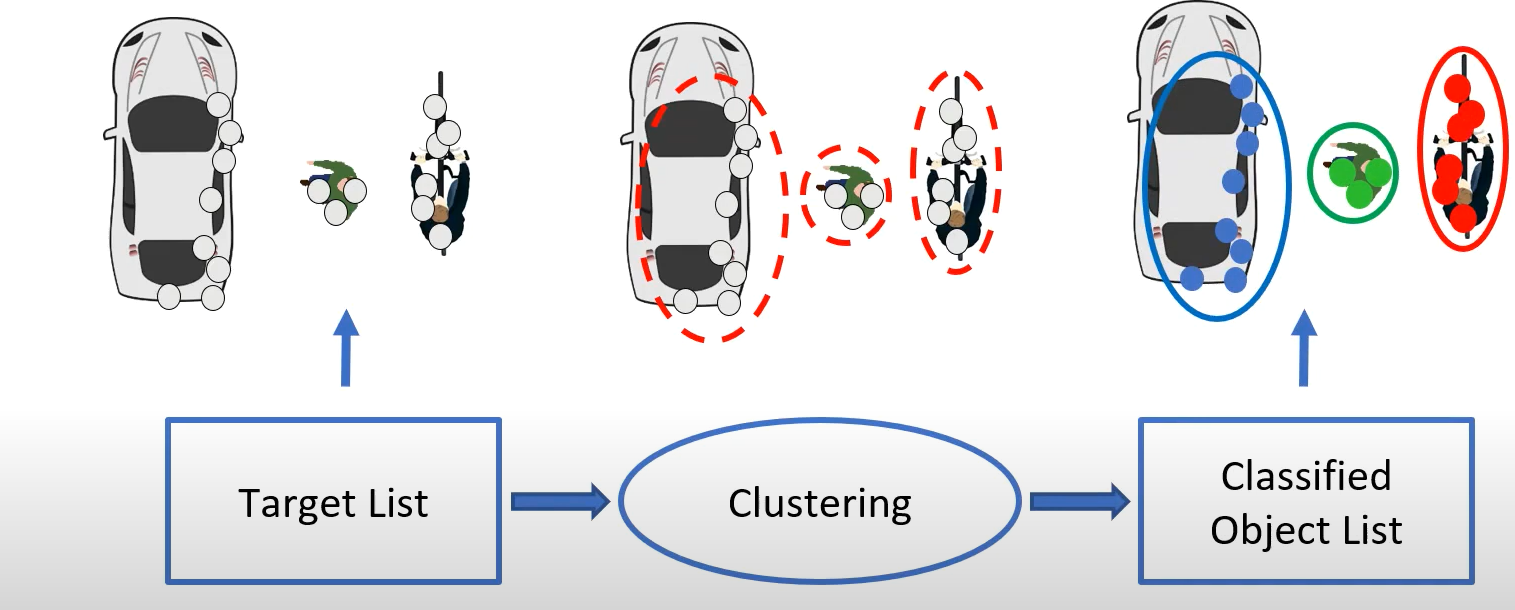 Target List
Clustering
Classified
Object List